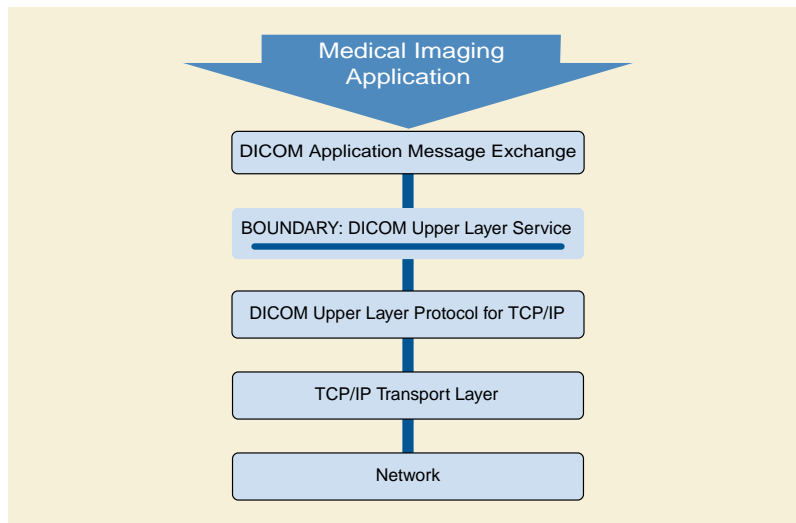 Medical Imaging
Application
DICOM Application Message Exchange
BOUNDARY: DICOM Upper Layer Service
DICOM Upper Layer Protocol for TCP/IP
TCP/IP Transport Layer
Network